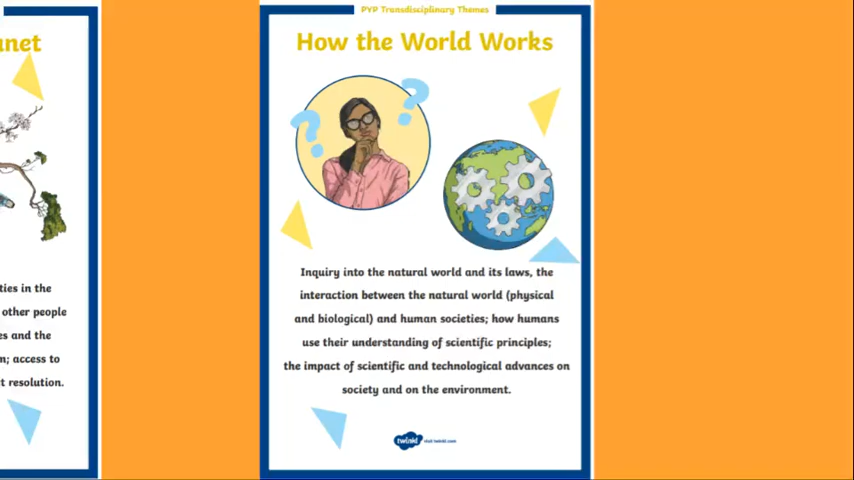 anet
ties in the
other people
es and the
n; access to
t resolution.
PYP Transdisciplinary Themes
How the World Works
Inquiry into the natural world and its laws, the
interaction between the natural world (physical
and biological) and human societies; how humans
use their understanding of scientific principles;
the impact of scientific and technological advances on
society and on the environment.
twinkl visit twinkl.com